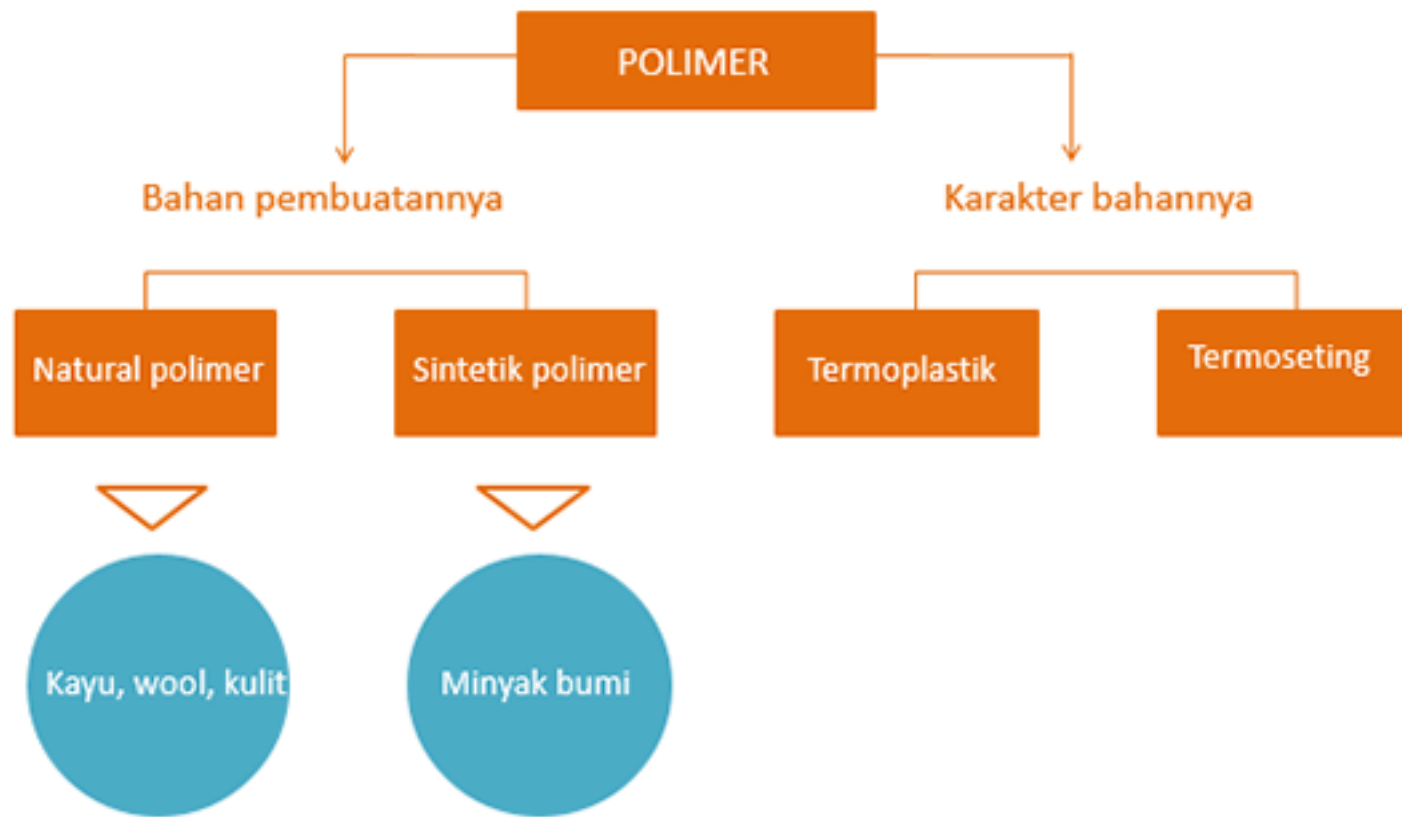 POLIMER
Bahan pembuatannya
Karakter bahannya
Natural polimer
Sintetik polimer
Termoplastik
Termoseting
Kayu, wool, kulit
Minyak bumi